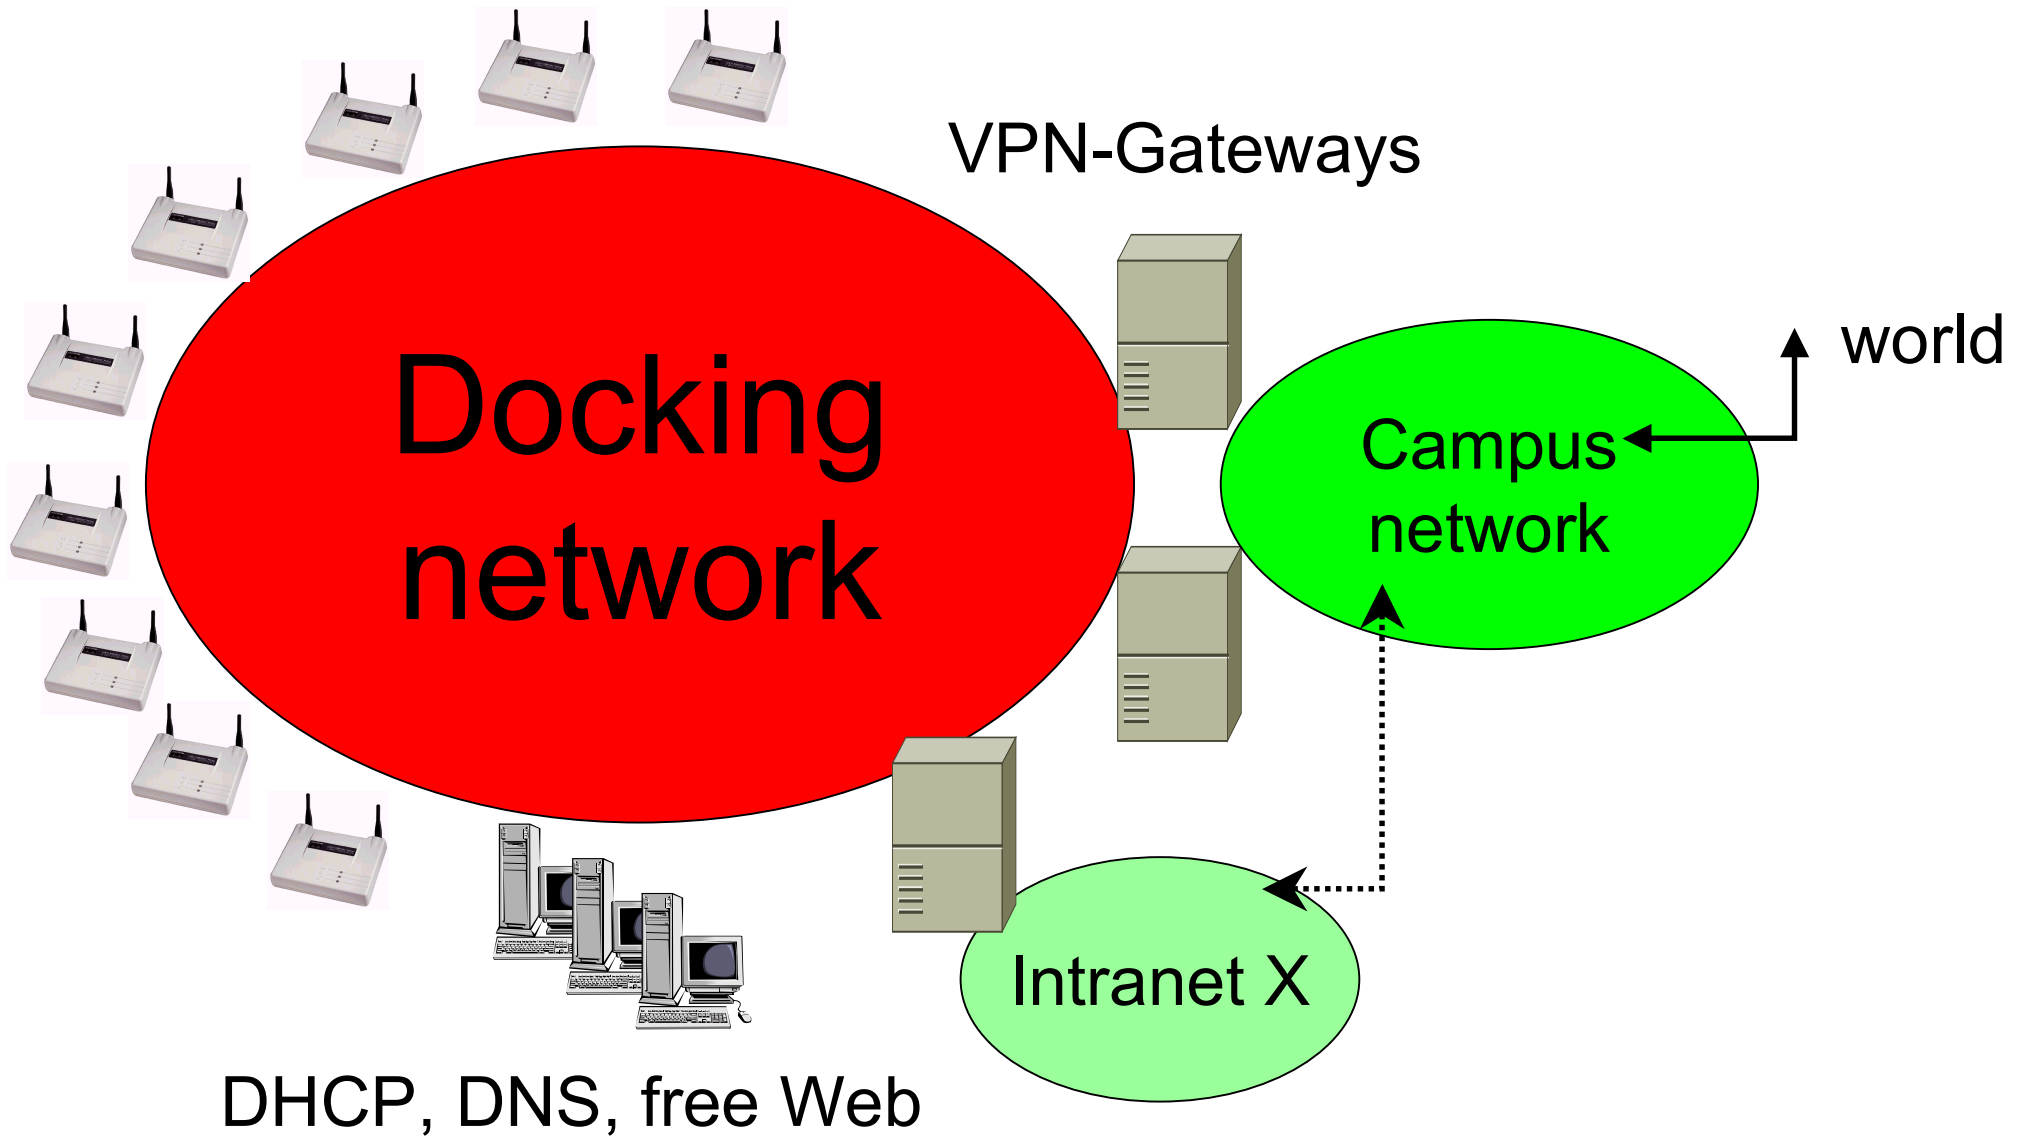 VPN-Gateways
world
Docking
network
Campus
network
Intranet X
DHCP, DNS, free Web